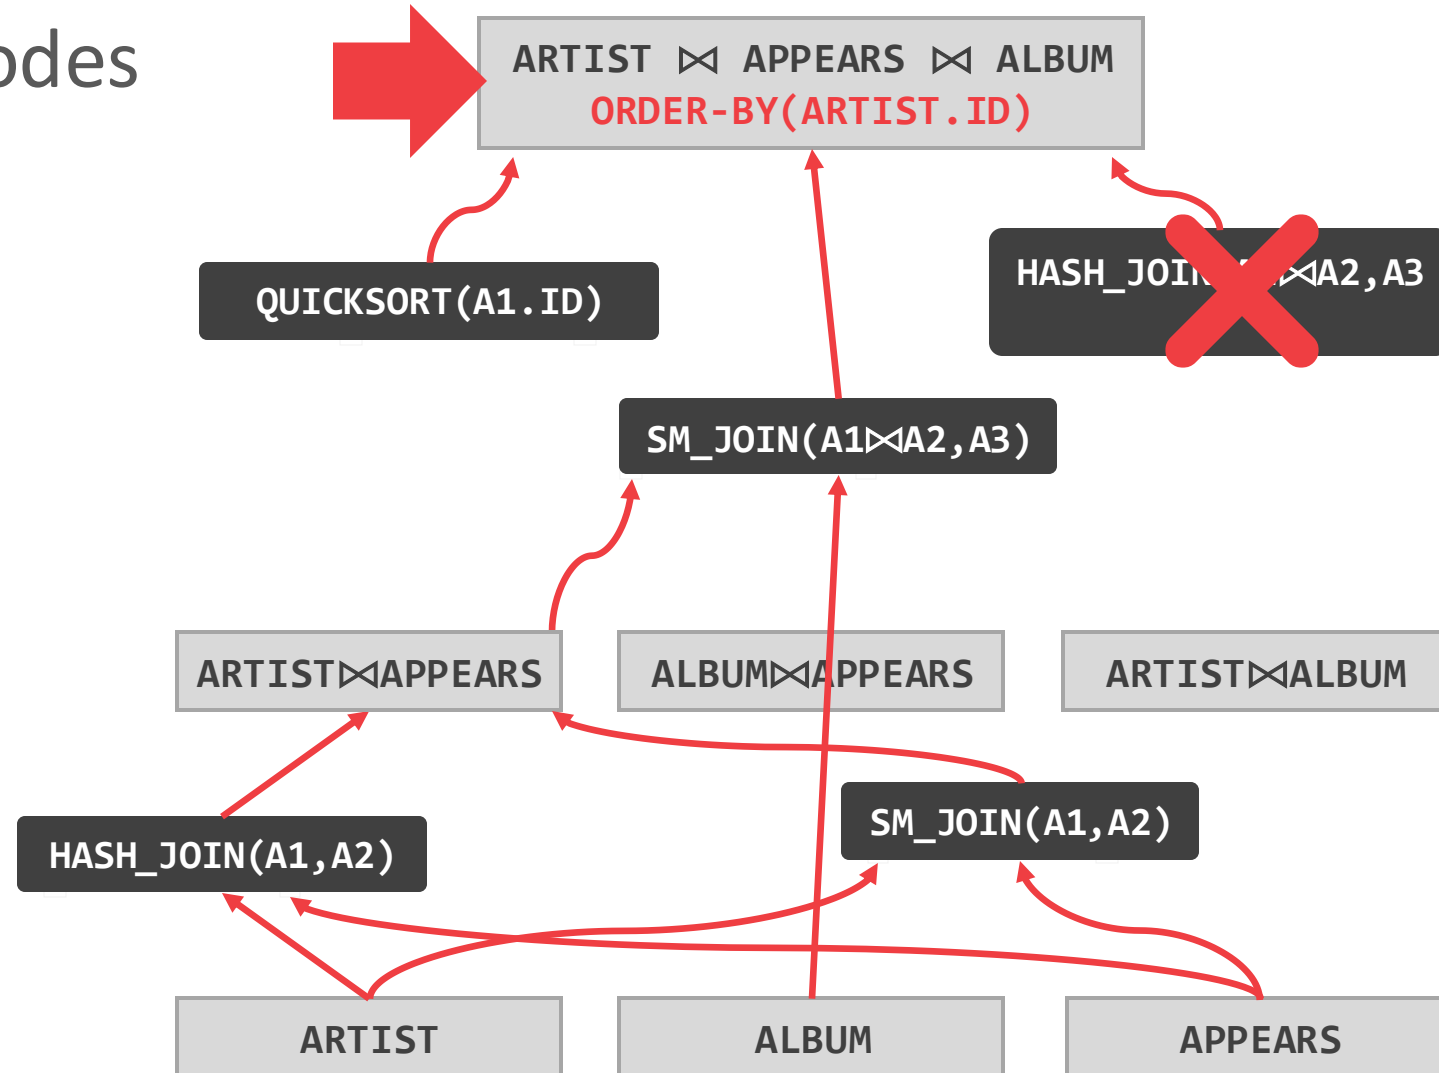 odes
ARTIST ⋈ APPEARS ⋈ ALBUM
ORDER-BY(ARTIST.ID)
QUICKSORT(A1.ID)
HASH_JOI ⋈A2,A3
SM_JOIN(A1⋈A2,A3)
ARTIST⋈APPEARS
ALBUM⋈APPEARS
ARTIST⋈ALBUM
HASH_JOIN(A1,A2)
SM_JOIN(A1,A2)
ARTIST
ALBUM
APPEARS